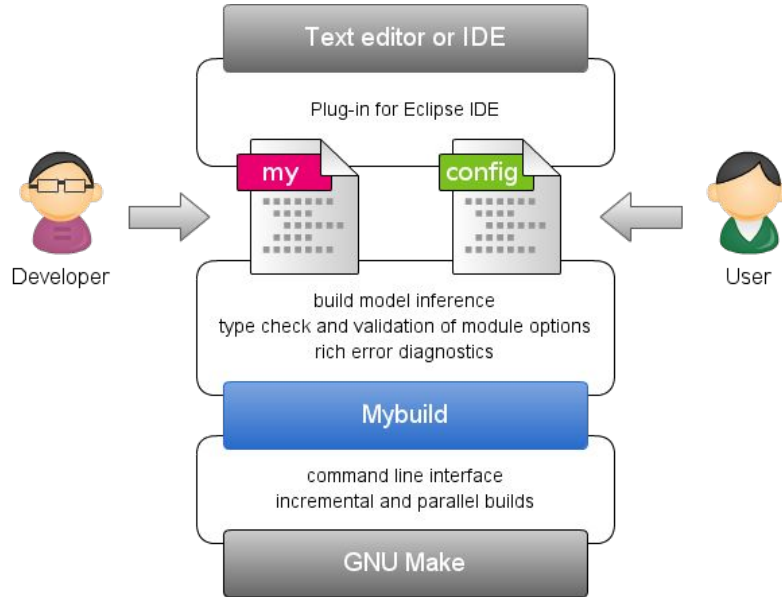 Text editor or IDE
Plug-in for Eclipse IDE
my
config
Developer
User
build model inference
type check and validation of module options
rich error diagnostics
Mybuild
command line interface
incremental and parallel builds
GNU Make